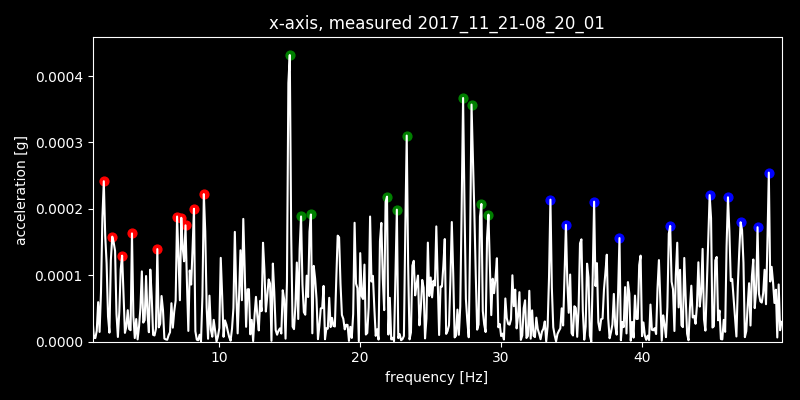 x-axis, measured 2017_11_21-08_20_01
acceleration [g]
0.0004
0.0003
0.0002
0.0001
0.0000
10 20 30 40
frequency [Hz]